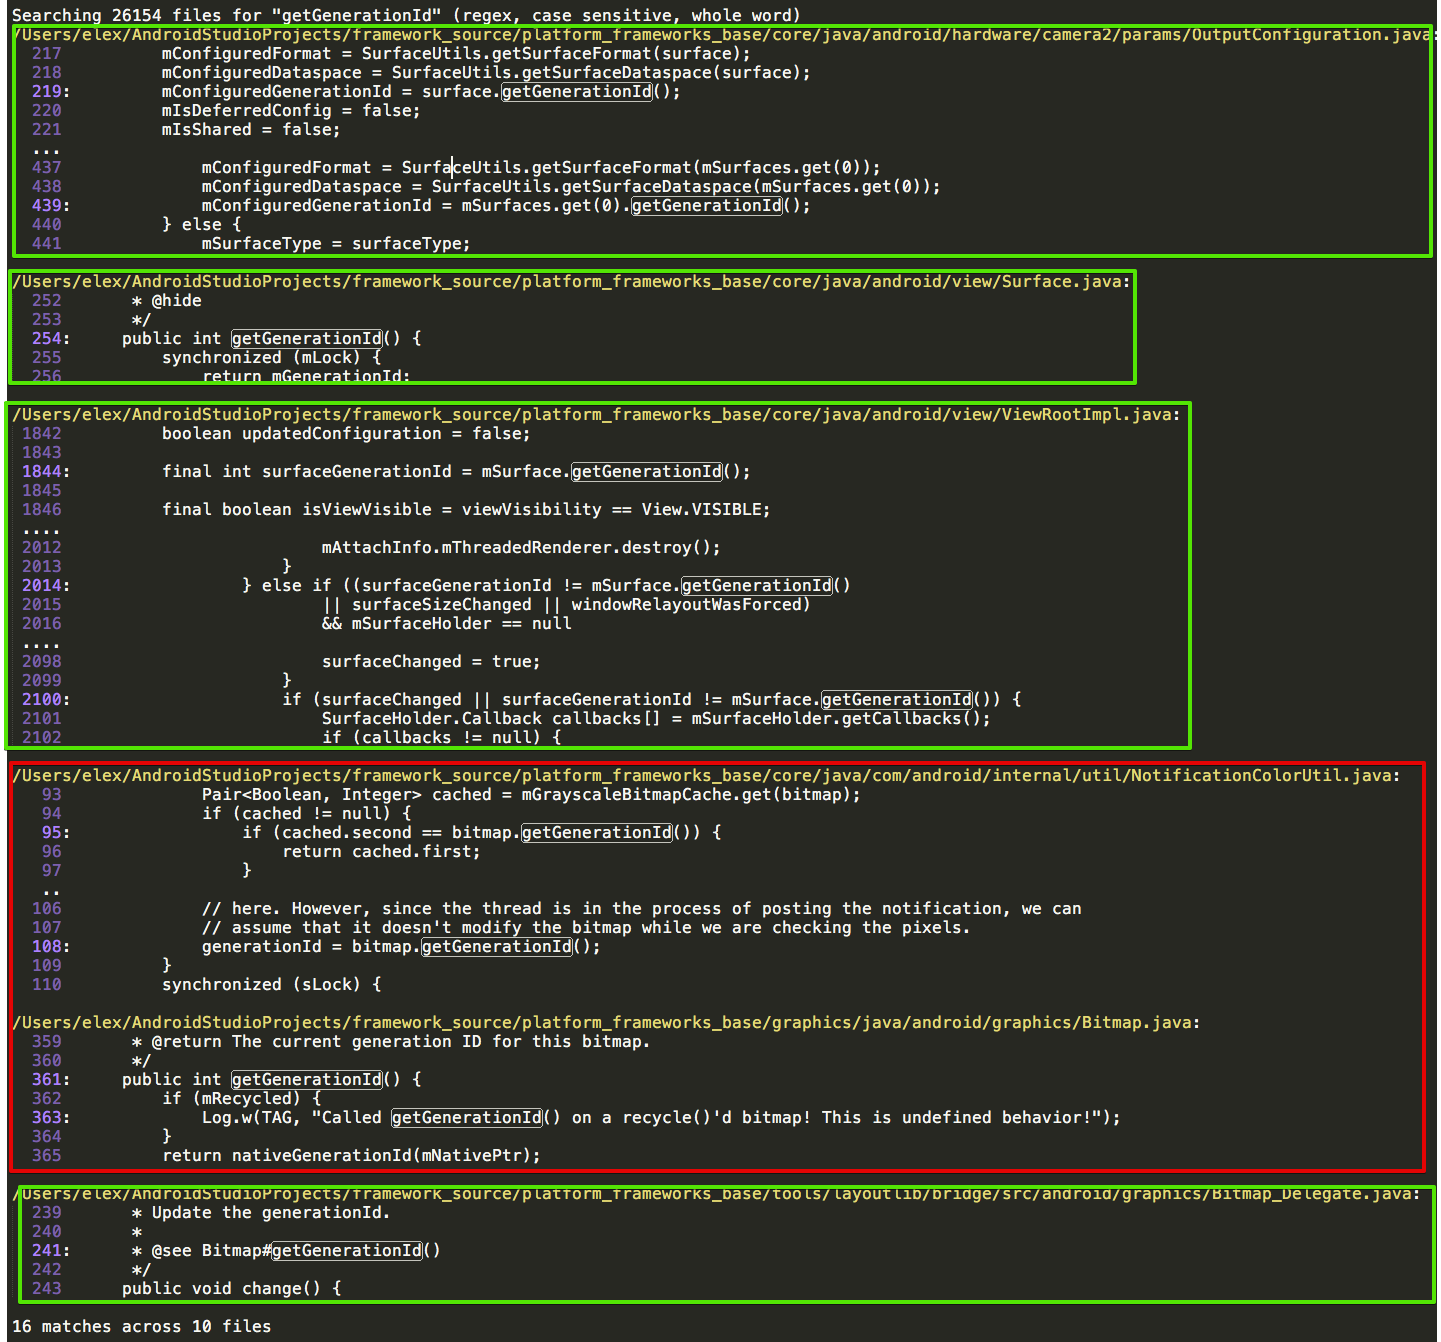 Searching 26154 files for "getGenerationId" (regex, case sensitive, whole word)
/Users/elex/AndroidStudioProjects/framework_source/platform_frameworks_base/core/java/android/hardware/camera2/params/OutputConfiguration.java:
217 mConfiguredFormat = SurfaceUtils.getSurfaceFormat(surface);
218 mConfiguredDataspace = SurfaceUtils.getSurfaceDataspace(surface);
219: mConfiguredGenerationId = surface.getGenerationId();
220 mIsDeferredConfig = false;
221 mIsShared = false;
...
437 mConfiguredFormat = SurfaceUtils.getSurfaceFormat(mSurfaces.get(0));
438 mConfiguredDataspace = SurfaceUtils.getSurfaceDataspace(mSurfaces.get(0));
439: mConfiguredGenerationId = mSurfaces.get(0).getGenerationId();
440 } else {
441 mSurfaceType = surfaceType;
/Users/elex/AndroidStudioProjects/framework_source/platform_frameworks_base/core/java/android/view/Surface.java:
252 * @hide
253 */
254: public int getGenerationId() {
255 synchronized (mLock) {
256 return mGenerationId;
/Users/elex/AndroidStudioProjects/framework_source/platform_frameworks_base/core/java/android/view/ViewRootImpl.java:
1842 boolean updatedConfiguration = false;
1843
1844: final int surfaceGenerationId = mSurface.getGenerationId();
1845
1846 final boolean isViewVisible = viewVisibility == View.VISIBLE;
....
2012 mAttachInfo.mThreadedRenderer.destroy();
2013 }
2014: } else if ((surfaceGenerationId != mSurface.getGenerationId()
2015 || surfaceSizeChanged || windowRelayoutWasForced)
2016 && mSurfaceHolder == null
....
2098 surfaceChanged = true;
2099 }
2100: if (surfaceChanged || surfaceGenerationId != mSurface.getGenerationId()) {
2101 SurfaceHolder.Callback callbacks[] = mSurfaceHolder.getCallbacks();
2102 if (callbacks != null) {
/Users/elex/AndroidStudioProjects/framework_source/platform_frameworks_base/core/java/com/android/internal/util/NotificationColorUtil.java:
93 Pair<Boolean, Integer> cached = mGrayscaleBitmapCache.get(bitmap);
94 if (cached != null) {
95: if (cached.second == bitmap.getGenerationId()) {
96 return cached.first;
97 }
..
106 // here. However, since the thread is in the process of posting the notification, we can
107 // assume that it doesn't modify the bitmap while we are checking the pixels.
108: generationId = bitmap.getGenerationId();
109 }
110 synchronized (sLock) {
/Users/elex/AndroidStudioProjects/framework_source/platform_frameworks_base/graphics/java/android/graphics/Bitmap.java:
359 * @return The current generation ID for this bitmap.
360 */
361: public int getGenerationId() {
362 if (mRecycled) {
363: Log.w(TAG, "Called getGenerationId() on a recycle()'d bitmap! This is undefined behavior!");
364 }
365 return nativeGenerationId(mNativePtr);
/Users/elex/AndroidStudioProjects/framework_source/platform_frameworks_base/tools/layoutlib/bridge/src/android/graphics/Bitmap_Delegate.java:
239 * Update the generationId.
240 *
241: * @see Bitmap#getGenerationId()
242 */
243 public void change() {
16 matches across 10 files